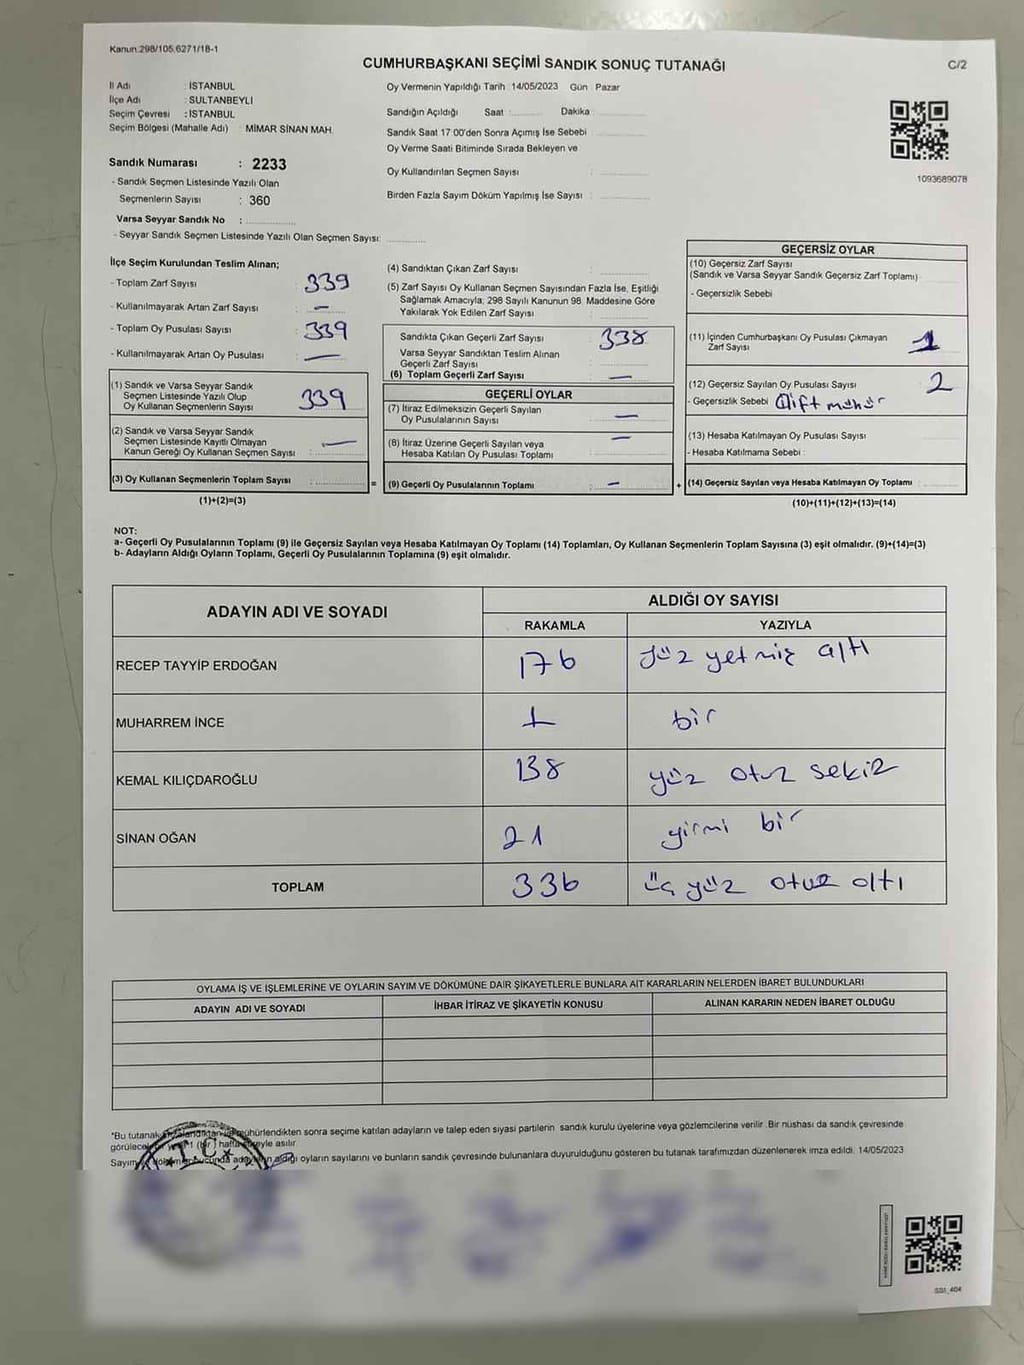 Kanun.298/105,6271/18-1
CUMHURBAŞKANI SEÇİMİ SANDIK SONUÇ TUTANAĞI
C/2
İl Adı : İSTANBUL
İlçe Adı : SULTANBEYLİ
Seçim Çevresi : İSTANBUL
Seçim Bölgesi (Mahalle Adı) : MİMAR SİNAN MAH.
Sandık Numarası : 2233
- Sandık Seçmen Listesinde Yazılı Olan
Seçmenlerin Sayısı : 360
Varsa Seyyar Sandık No :
- Seyyar Sandık Seçmen Listesinde Yazılı Olan Seçmen Sayısı:
Oy Vermenin Yapıldığı Tarih 14/05/2023 Gün Pazar
Sandığın Açıldığı Saat : Dakika :
Sandık Saat 17:00'den Sonra Açımış İse Sebebi :
Oy Verme Saati Bitiminde Sırada Bekleyen ve
Oy Kullandırılan Seçmen Sayısı :
Birden Fazla Sayım Döküm Yapılmış İse Sayısı :
1093689078
İlçe Seçim Kurulundan Teslim Alınan;
- Toplam Zarf Sayısı : 339
- Kullanılmayarak Artan Zarf Sayısı : —
- Toplam Oy Pusulası Sayısı : 339
- Kullanılmayarak Artan Oy Pusulası : —
(1) Sandık ve Varsa Seyyar Sandık
Seçmen Listesinde Yazılı Olup
Oy Kullanan Seçmenlerin Sayısı : 339
(2) Sandık ve Varsa Seyyar Sandık
Seçmen Listesinde Kayıtlı Olmayan
Kanun Gereği Oy Kullanan Seçmen Sayısı : —
(3) Oy Kullanan Seçmenlerin Toplam Sayısı :
(1)+(2)=(3)
=
(4) Sandıktan Çıkan Zarf Sayısı :
(5) Zarf Sayısı Oy Kullanan Seçmen Sayısından Fazla İse, Eşitliği
Sağlamak Amacıyla; 298 Sayılı Kanunun 98. Maddesine Göre
Yakılarak Yok Edilen Zarf Sayısı :
Sandıkta Çıkan Geçerli Zarf Sayısı : 338
Varsa Seyyar Sandıktan Teslim Alınan
Geçerli Zarf Sayısı :
(6) Toplam Geçerli Zarf Sayısı : —
GEÇERLİ OYLAR
(7) İtiraz Edilmeksizin Geçerli Sayılan
Oy Pusulalarının Sayısı : —
(8) İtiraz Üzerine Geçerli Sayılan veya
Hesaba Katılan Oy Pusulası Toplamı : —
(9) Geçerli Oy Pusulalarının Toplamı : —
+
GEÇERSİZ OYLAR
(10) Geçersiz Zarf Sayısı
(Sandık ve Varsa Seyyar Sandık Geçersiz Zarf Toplamı) :
- Geçersizlik Sebebi :
(11) İçinden Cumhurbaşkanı Oy Pusulası Çıkmayan
Zarf Sayısı : 1
(12) Geçersiz Sayılan Oy Pusulası Sayısı : 2
- Geçersizlik Sebebi : Çift mühür
(13) Hesaba Katılmayan Oy Pusulası Sayısı :
- Hesaba Katılmama Sebebi :
(14) Geçersiz Sayılan veya Hesaba Katılmayan Oy Toplamı :
(10)+(11)+(12)+(13)=(14)
NOT:
a- Geçerli Oy Pusulalarının Toplamı (9) ile Geçersiz Sayılan veya Hesaba Katılmayan Oy Toplamı (14) Toplamları, Oy Kullanan Seçmenlerin Toplam Sayısına (3) eşit olmalıdır. (9)+(14)=(3)
b- Adayların Aldığı Oyların Toplamı, Geçerli Oy Pusulalarının Toplamına (9) eşit olmalıdır.
ADAYIN ADI VE SOYADI ALDIĞI OY SAYISI
RAKAMLA YAZIYLA
RECEP TAYYİP ERDOĞAN 176 yüz yetmiş altı
MUHARREM İNCE 1 bir
KEMAL KILIÇDAROĞLU 138 yüz otuz sekiz
SİNAN OĞAN 21 yirmi bir
TOPLAM 336 üç yüz otuz altı
OYLAMA İŞ VE İŞLEMLERİNE VE OYLARIN SAYIM VE DÖKÜMÜNE DAİR ŞİKAYETLERLE BUNLARA AİT KARARLARIN NELERDEN İBARET BULUNDUKLARI
ADAYIN ADI VE SOYADI İHBAR İTİRAZ VE ŞİKAYETİN KONUSU ALINAN KARARIN NEDEN İBARET OLDUĞU
*Bu tutanak mühürlendikten sonra seçime katılan adayların ve talep eden siyasi partilerin sandık kurulu üyelerine veya gözlemcilerine verilir. Bir nüshası da sandık çevresinde
görülecek 1 (bir) hafta süreyle asılır.
Sayım aldığı oyların sayılarını ve bunların sandık çevresinde bulunanlara duyurulduğunu gösteren bu tutanak tarafımızdan düzenlenerek imza edildi. 14/05/2023
T.C
SS1_404